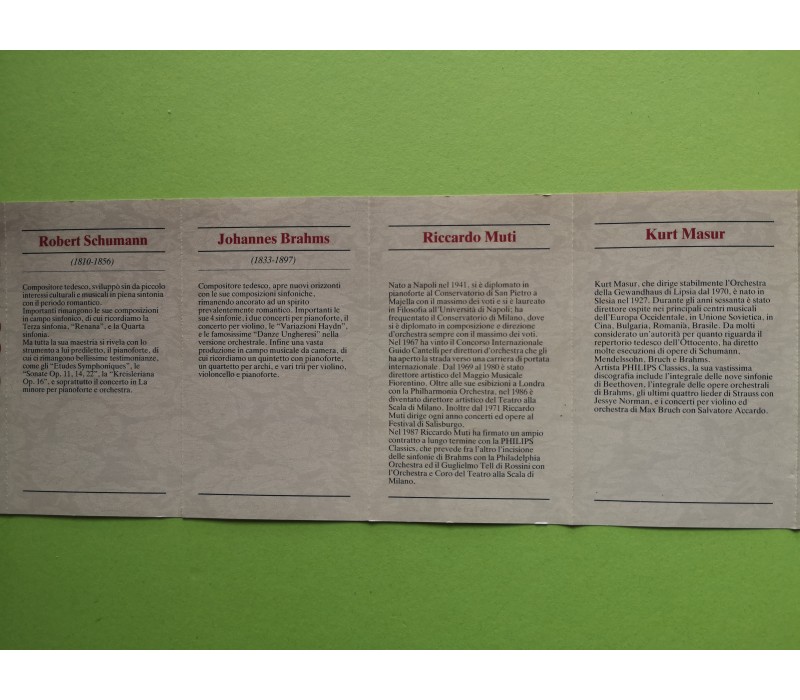 Robert Schumann
(1810-1856)
Compositore tedesco, sviluppò sin da piccolo
interessi culturali e musicali in piena sintonia
con il periodo romantico.
Importanti rimangono le sue composizioni
in campo sinfonico, di cui ricordiamo la
Terza sinfonia, "Renana", e la Quarta
sinfonia.
Ma tutta la sua maestria si rivela con lo
strumento a lui prediletto, il pianoforte, di
cui ci rimangono bellissime testimonianze,
come gli "Etudes Symphoniques", le
"Sonate Op. 11, 14, 22", la "Kreisleriana
Op. 16", e soprattutto il concerto in La
minore per pianoforte e orchestra.
Johannes Brahms
(1833-1897)
Compositore tedesco, apre nuovi orizzonti
con le sue composizioni sinfoniche,
rimanendo ancorato ad un spirito
prevalentemente romantico. Importanti le
sue 4 sinfonie, i due concerti per pianoforte, il
concerto per violino, le "Variazioni Haydn",
e le famosissime "Danze Ungheresi" nella
versione orchestrale. Infine una vasta
produzione in campo musicale da camera, di
cui ricordiamo un quintetto con pianoforte,
un quartetto per archi, e vari trii per violino,
violoncello e pianoforte.
Riccardo Muti
Nato a Napoli nel 1941, si è diplomato in
pianoforte al Conservatorio di San Pietro a
Majella con il massimo dei voti e si è laureato
in Filosofia all'Università di Napoli; ha
frequentato il Conservatorio di Milano, dove
si è diplomato in composizione e direzione
d'orchestra sempre con il massimo dei voti.
Nel 1967 ha vinto il Concorso Internazionale
Guido Cantelli per direttori d'orchestra che gli
ha aperto la strada verso una carriera di portata
internazionale. Dal 1969 al 1980 è stato
direttore artistico del Maggio Musicale
Fiorentino. Oltre alle sue esibizioni a Londra
con la Philharmonia Orchestra, nel 1986 è
diventato direttore artistico del Teatro alla
Scala di Milano. Inoltre dal 1971 Riccardo
Muti dirige ogni anno concerti ed opere al
Festival di Salisburgo.
Nel 1987 Riccardo Muti ha firmato un ampio
contratto a lungo termine con la PHILIPS
Classics, che prevede fra l'altro l'incisione
delle sinfonie di Brahms con la Philadelphia
Orchestra ed il Guglielmo Tell di Rossini con
l'Orchestra e Coro del Teatro alla Scala di
Milano.
Kurt Masur
Kurt Masur, che dirige stabilmente l'Orchestra
della Gewandhaus di Lipsia dal 1970, è nato in
Slesia nel 1927. Durante gli anni sessanta è stato
direttore ospite nei principali centri musicali
dell'Europa Occidentale, in Unione Sovietica, in
Cina, Bulgaria, Romania, Brasile. Da molti
considerato un'autorità per quanto riguarda il
repertorio tedesco dell'Ottocento, ha diretto
molte esecuzioni di opere di Schumann,
Mendelssohn, Bruch e Brahms.
Artista PHILIPS Classics, la sua vastissima
discografia include l'integrale delle nove sinfonie
di Beethoven, l'integrale delle opere orchestrali
di Brahms, gli ultimi quattro lieder di Strauss con
Jessye Norman, e i concerti per violino ed
orchestra di Max Bruch con Salvatore Accardo.